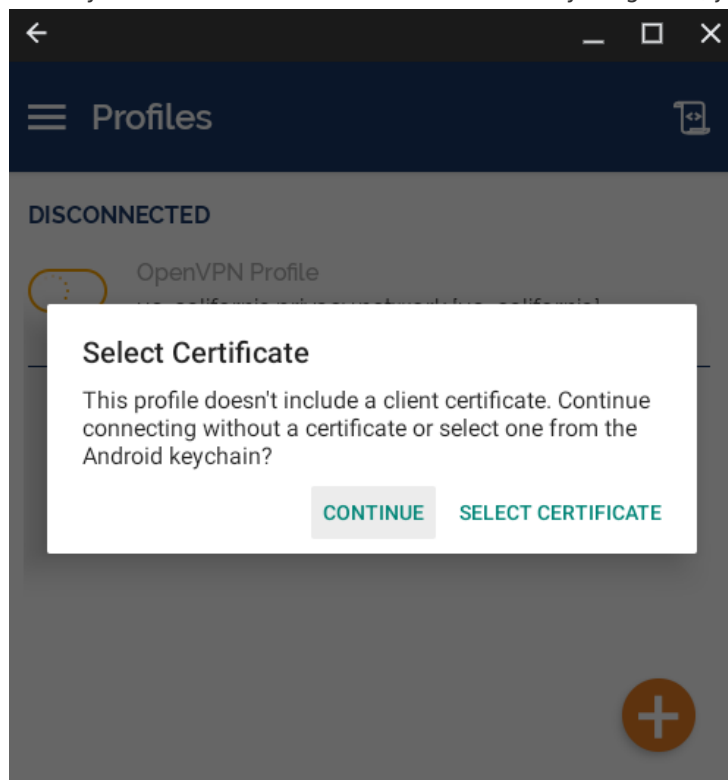 Profiles
DISCONNECTED
OpenVPN Profile
Select Certificate
This profile doesn't include a client certificate. Continue
connecting without a certificate or select one from the
Android keychain?
CONTINUE SELECT CERTIFICATE